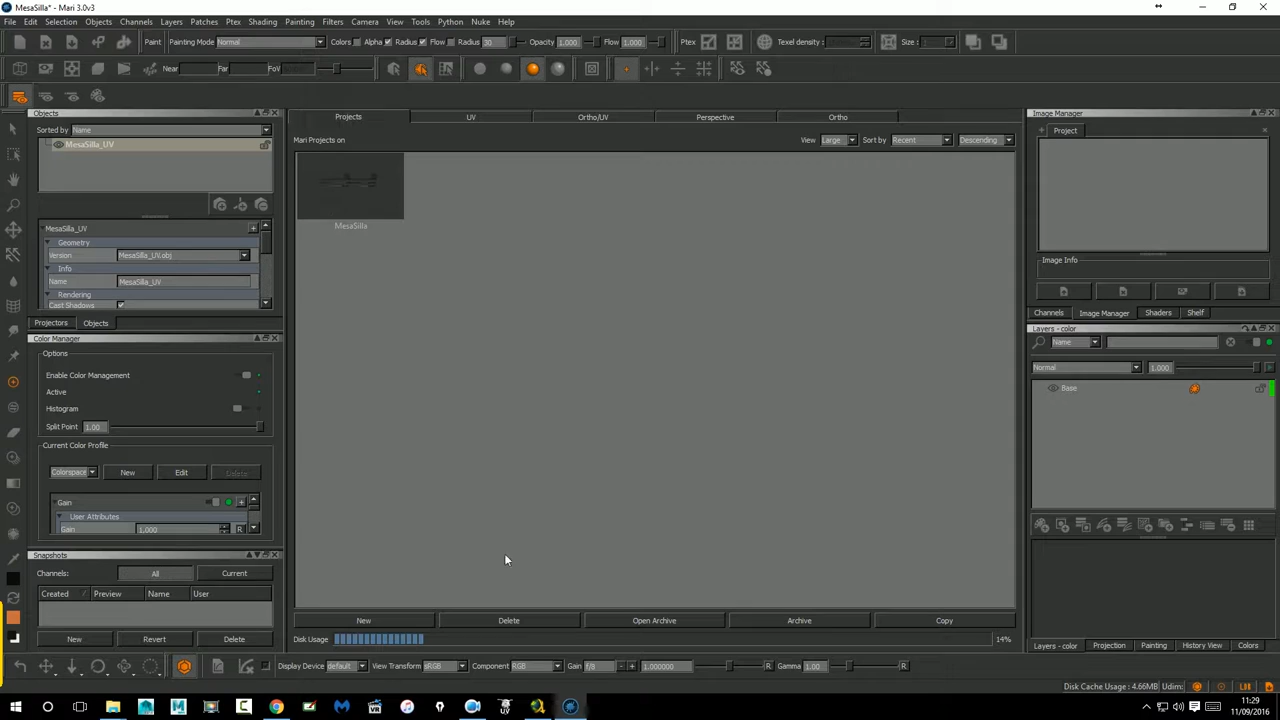 MesaSilla* - Mari 3.0v3
File Edit Selection Objects Channels Layers Patches Ptex Shading Painting Filters Camera View Tools Python Nuke Help
Paint Painting Mode Normal Colors Alpha Radius Flow Radius 30 Opacity 1.000 Flow 1.000 Ptex Texel density: Size :
Near Far FoV
Objects
Sorted by Name
MesaSilla_UV
MesaSilla_UV
Geometry
Version MesaSilla_UV.obj
Info
Name MesaSilla_UV
Rendering
Cast Shadows
Projectors Objects
Color Manager
Options
Enable Color Management
Active
Histogram
Split Point 1.00
Current Color Profile
Colorspace New Edit Delete
Gain
User Attributes
Gain 1,000 R
Snapshots
Channels: All Current
Created Preview Name User
New Revert Delete
Projects UV Ortho/UV Perspective Ortho
Mari Projects on View Large Sort by Recent Descending
MesaSilla
New Delete Open Archive Archive Copy
Disk Usage 14%
Image Manager
Project
Image Info
Channels Image Manager Shaders Shelf
Layers - color
Name
Normal 1.000
Base
Layers - color Projection Painting History View Colors
Display Device default View Transform sRGB Component RGB Gain f/8 - + 1.000000 R Gamma 1.00 R
Disk Cache Usage : 4.66MB Udim:
11:29
11/09/2016